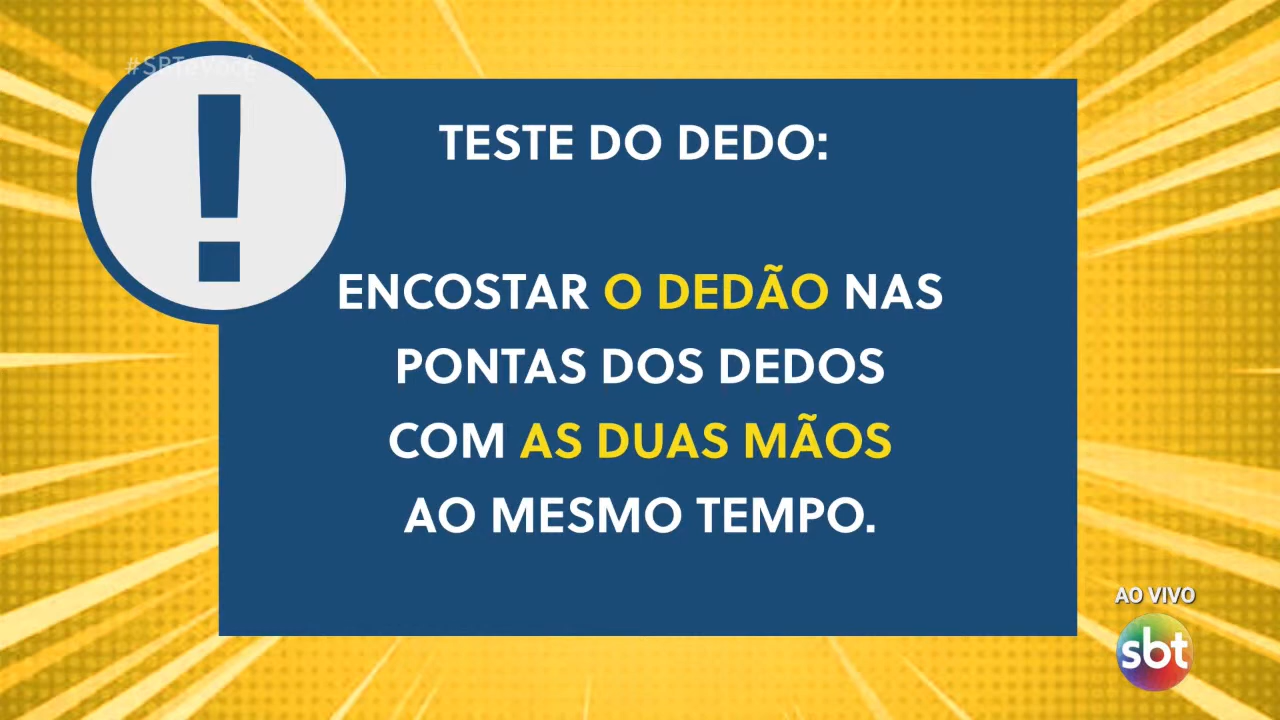 #SBTeVocê
TESTE DO DEDO:
ENCOSTAR O DEDÃO NAS
PONTAS DOS DEDOS
COM AS DUAS MÃOS
AO MESMO TEMPO.
AO VIVO
sbt